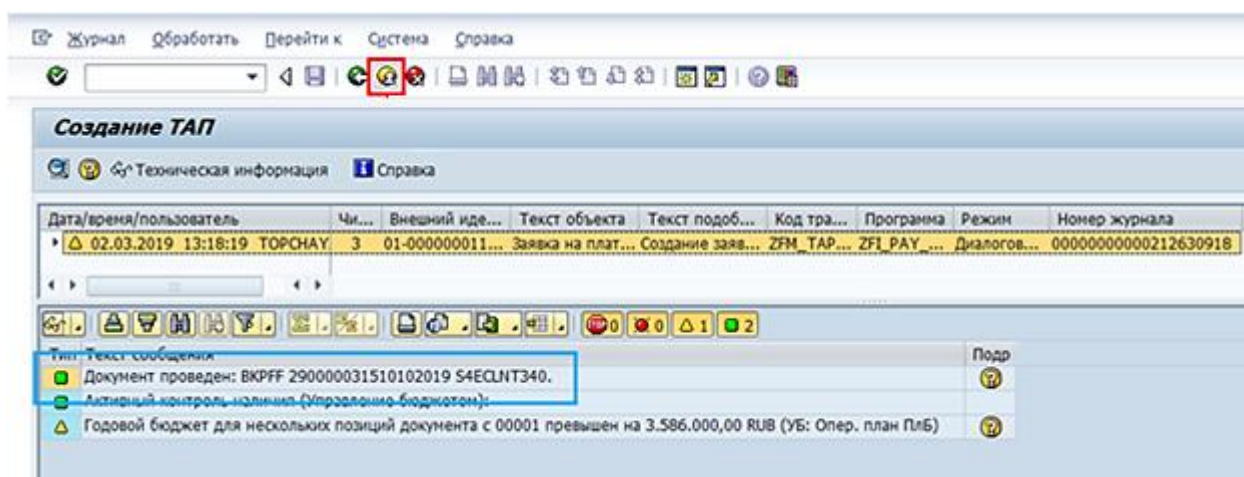 Журнал Обработать Перейти к Система Справка
Создание ТАП
Техническая информация Справка
Дата/время/пользователь Чи... Внешний иде... Текст объекта Текст подоб... Код тра... Программа Режим Номер журнала
02.03.2019 13:18:19 TOPCHAY 3 01-000000011... Заявка на плат... Создание заяв... ZFM_TAP... ZFI_PAY_... Диалогов... 00000000000212630918
0 0 1 2
Тип Текст сообщения Подр
Документ проведен: BKPFF 290000031510102019 S4ECLNT340.
Активный контроль наличия (Управление бюджетом):
Годовой бюджет для нескольких позиций документа с 00001 превышен на 3.586.000,00 RUB (УБ: Опер. план ПлБ)